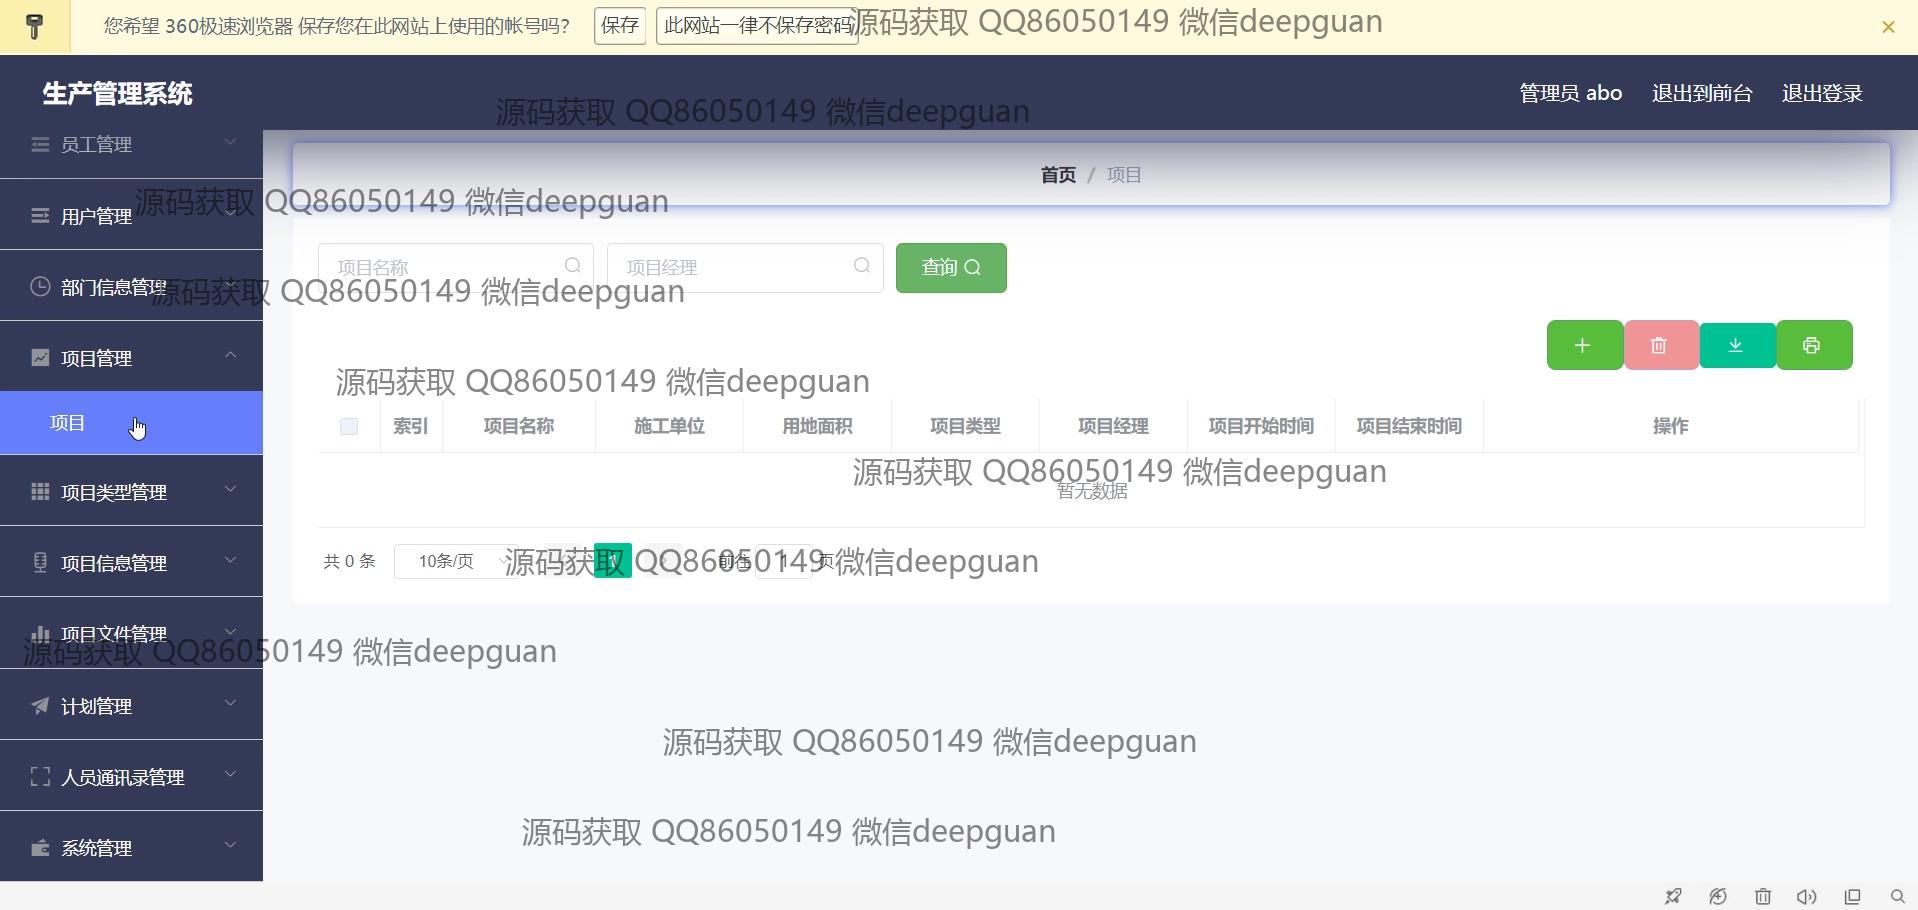 您希望 360极速浏览器 保存您在此网站上使用的帐号吗？ 保存 此网站一律不保存密码
源码获取 QQ86050149 微信deepguan
生产管理系统
管理员 abo 退出到前台 退出登录
源码获取 QQ86050149 微信deepguan
员工管理
首页 / 项目
源码获取 QQ86050149 微信deepguan
用户管理
项目名称 项目经理 查询
部门信息管理
源码获取 QQ86050149 微信deepguan
项目管理
源码获取 QQ86050149 微信deepguan
项目
索引 项目名称 施工单位 用地面积 项目类型 项目经理 项目开始时间 项目结束时间 操作
源码获取 QQ86050149 微信deepguan
暂无数据
项目类型管理
共 0 条 10条/页 1 前往 1 页
源码获取 QQ86050149 微信deepguan
项目信息管理
项目文件管理
源码获取 QQ86050149 微信deepguan
计划管理
源码获取 QQ86050149 微信deepguan
人员通讯录管理
源码获取 QQ86050149 微信deepguan
系统管理